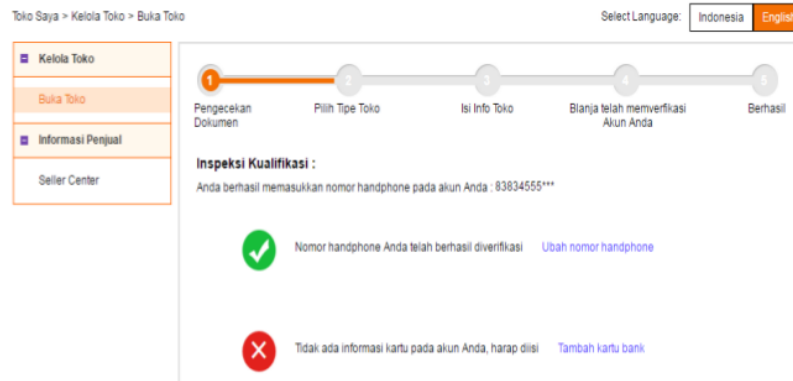 Toko Saya > Kelola Toko > Buka Toko
Select Language: Indonesia English
Kelola Toko
Buka Toko
Informasi Penjual
Seller Center
1 2 3 4 5
Pengecekan Dokumen
Pilih Tipe Toko
Isi Info Toko
Blanja telah memverfikasi Akun Anda
Berhasil
Inspeksi Kualifikasi :
Anda berhasil memasukkan nomor handphone pada akun Anda : 83834555***
Nomor handphone Anda telah berhasil diverifikasi Ubah nomor handphone
Tidak ada informasi kartu pada akun Anda, harap diisi Tambah kartu bank